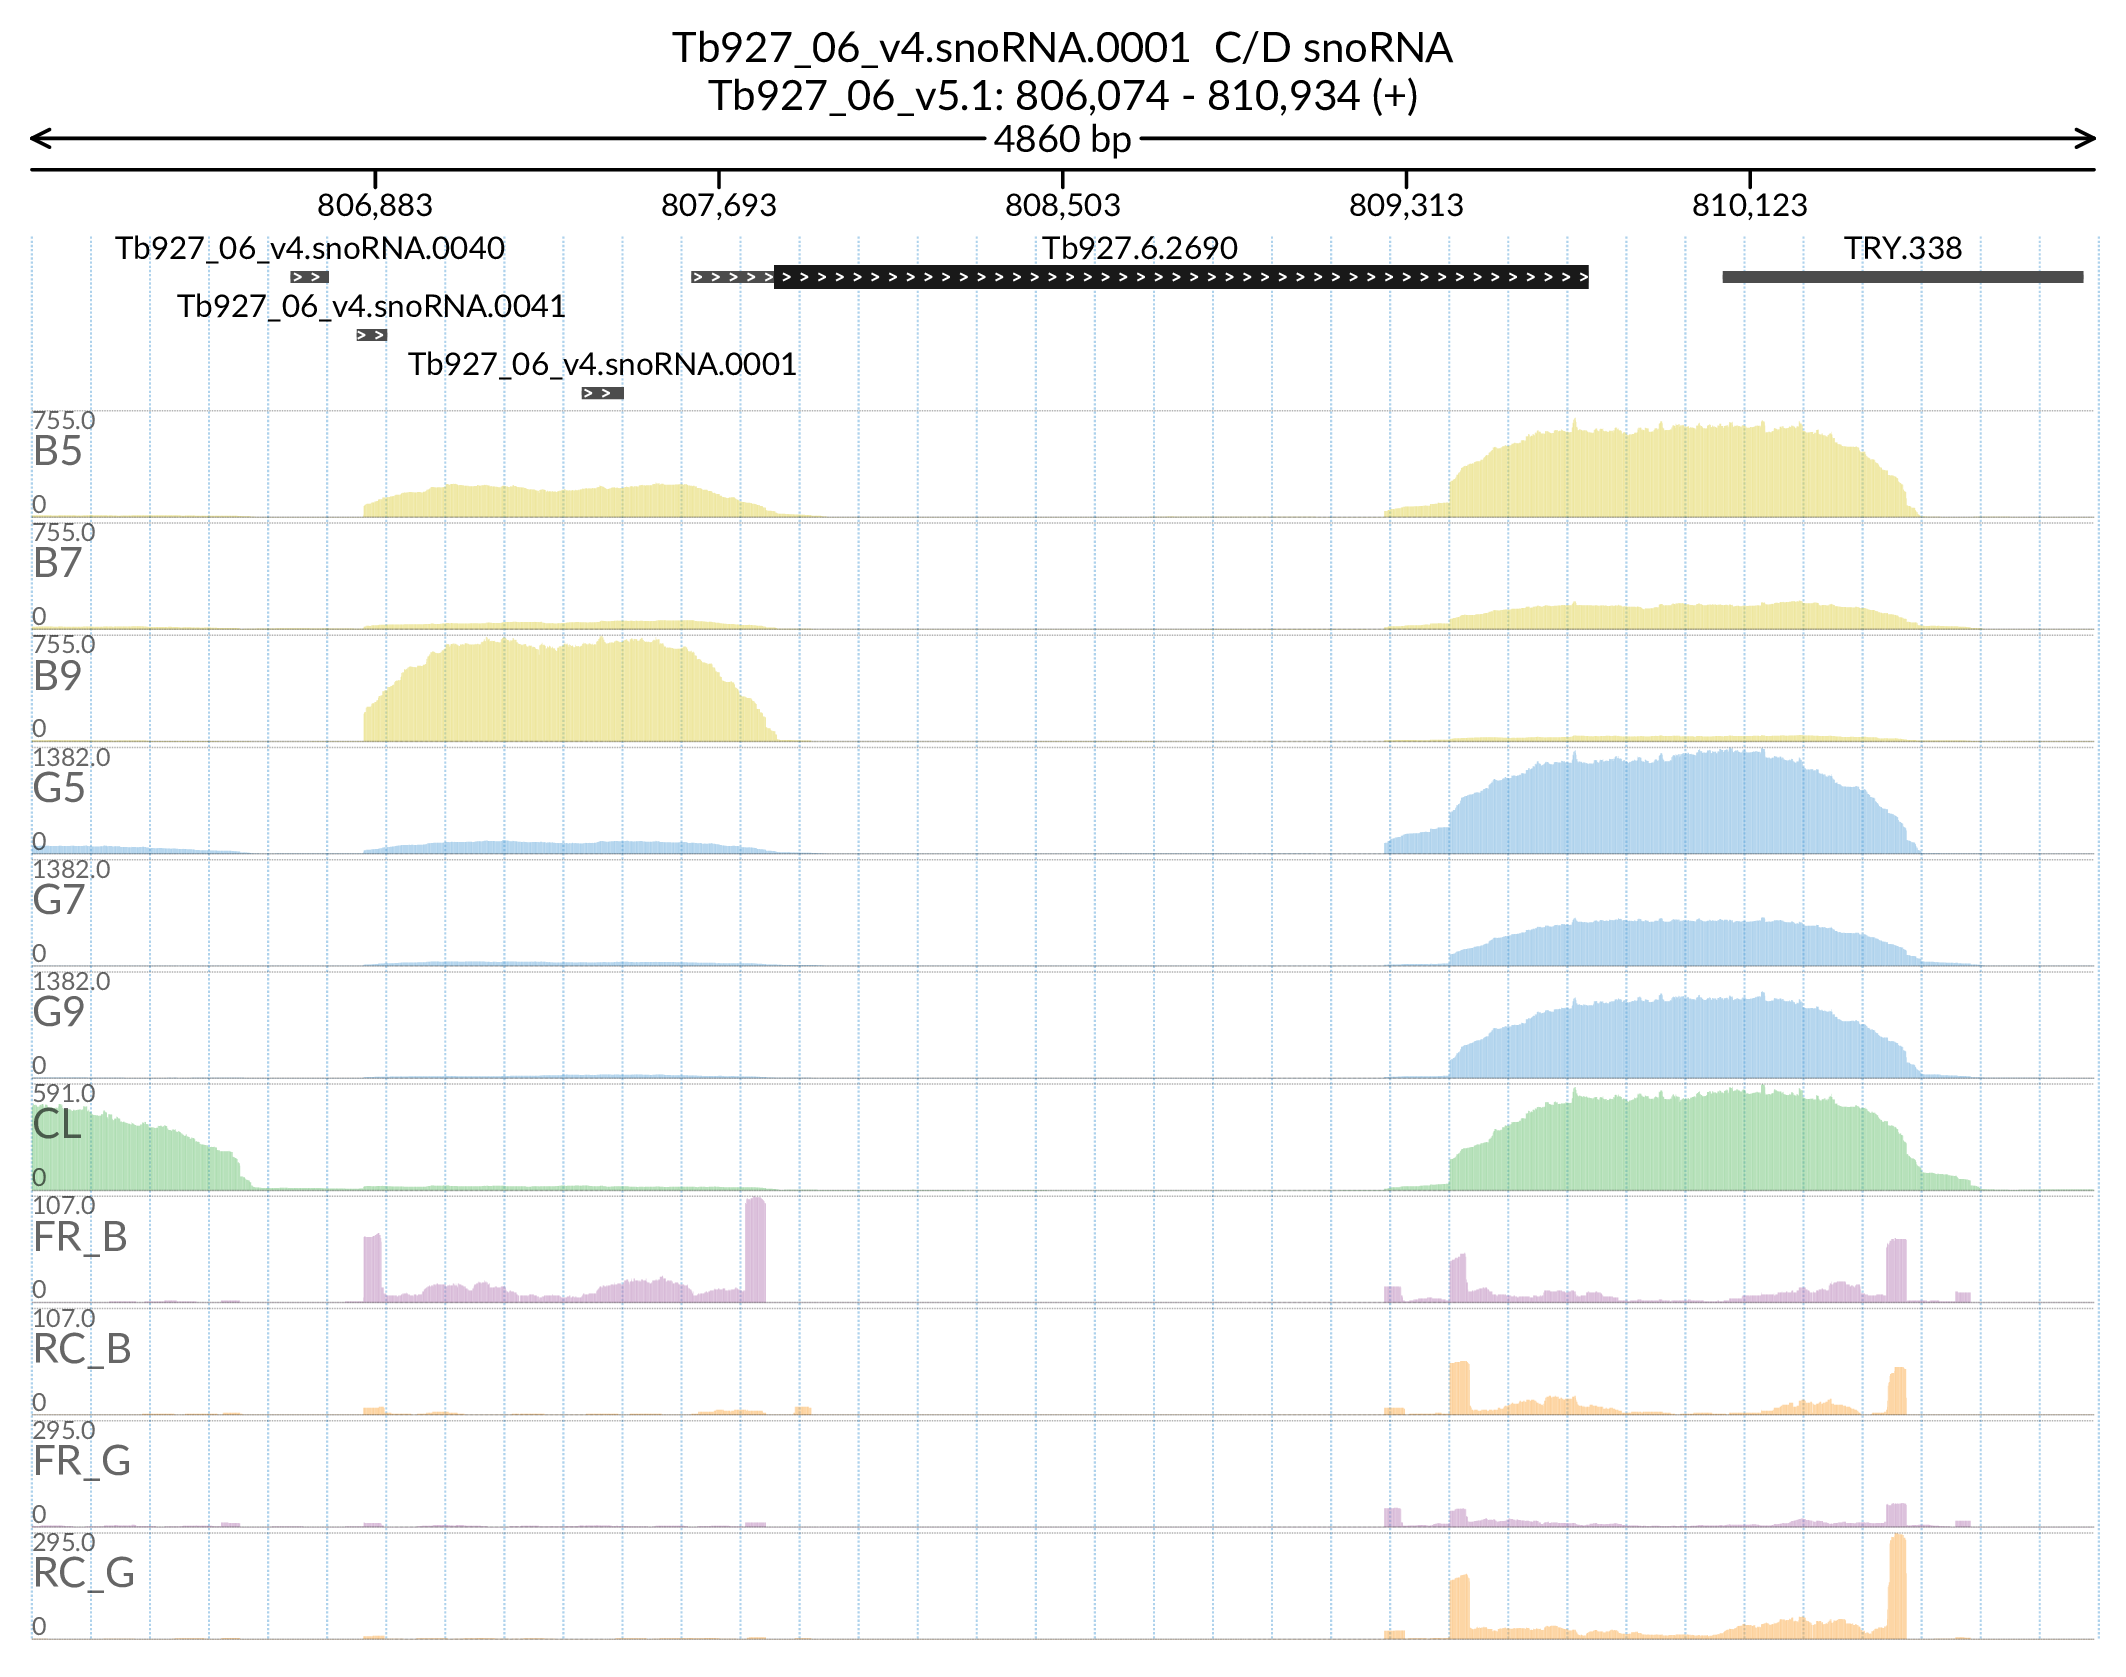 Tb927_06_v4.snoRNA.0001 C/D snoRNA
Tb927_06_v5.1: 806,074 - 810,934 (+)
4860 bp
806,883 807,693 808,503 809,313 810,123
Tb927_06_v4.snoRNA.0040 Tb927.6.2690 TRY.338
Tb927_06_v4.snoRNA.0041
Tb927_06_v4.snoRNA.0001
755.0
B5
0
755.0
B7
0
755.0
B9
0
1382.0
G5
0
1382.0
G7
0
1382.0
G9
0
591.0
CL
0
107.0
FR_B
0
107.0
RC_B
0
295.0
FR_G
0
295.0
RC_G
0